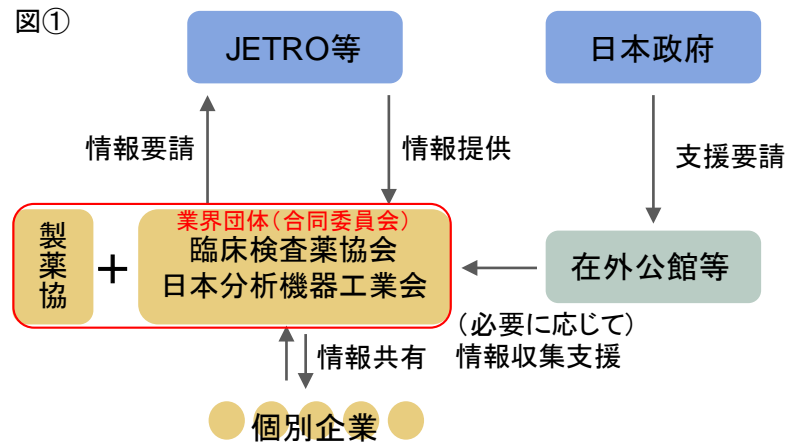 図①
JETRO等
日本政府
情報要請
情報提供
支援要請
製薬協
+
業界団体(合同委員会)
臨床検査薬協会
日本分析機器工業会
在外公館等
(必要に応じて)
情報収集支援
情報共有
個別企業